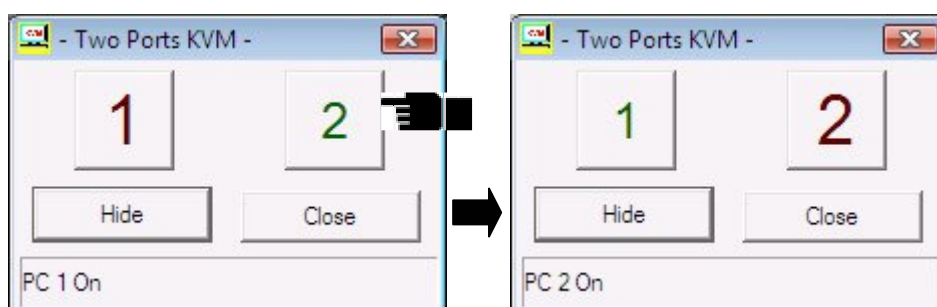 - Two Ports KVM -
1 2
Hide Close
PC 1 On
- Two Ports KVM -
1 2
Hide Close
PC 2 On